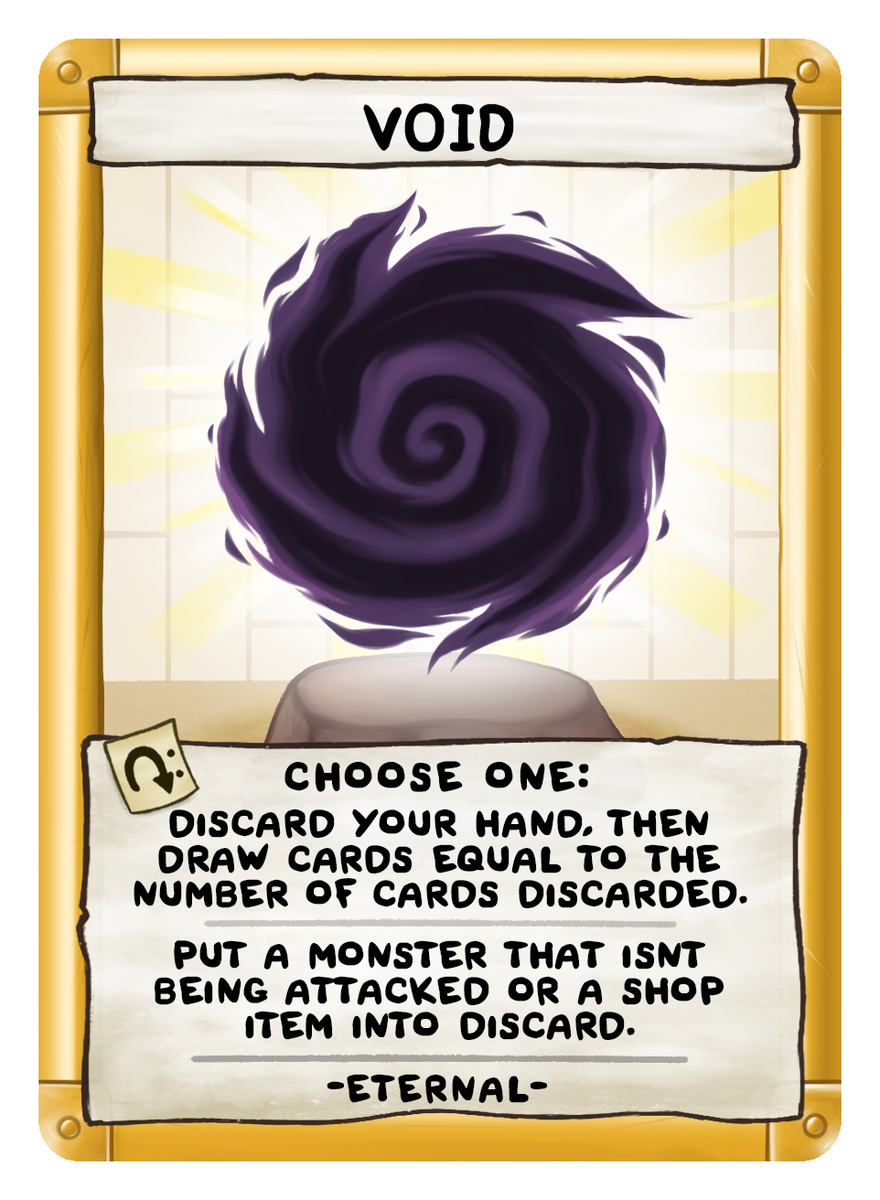 VOID
CHOOSE ONE:
DISCARD YOUR HAND, THEN
DRAW CARDS EQUAL TO THE
NUMBER OF CARDS DISCARDED.
PUT A MONSTER THAT ISNT
BEING ATTACKED OR A SHOP
ITEM INTO DISCARD.
-ETERNAL-